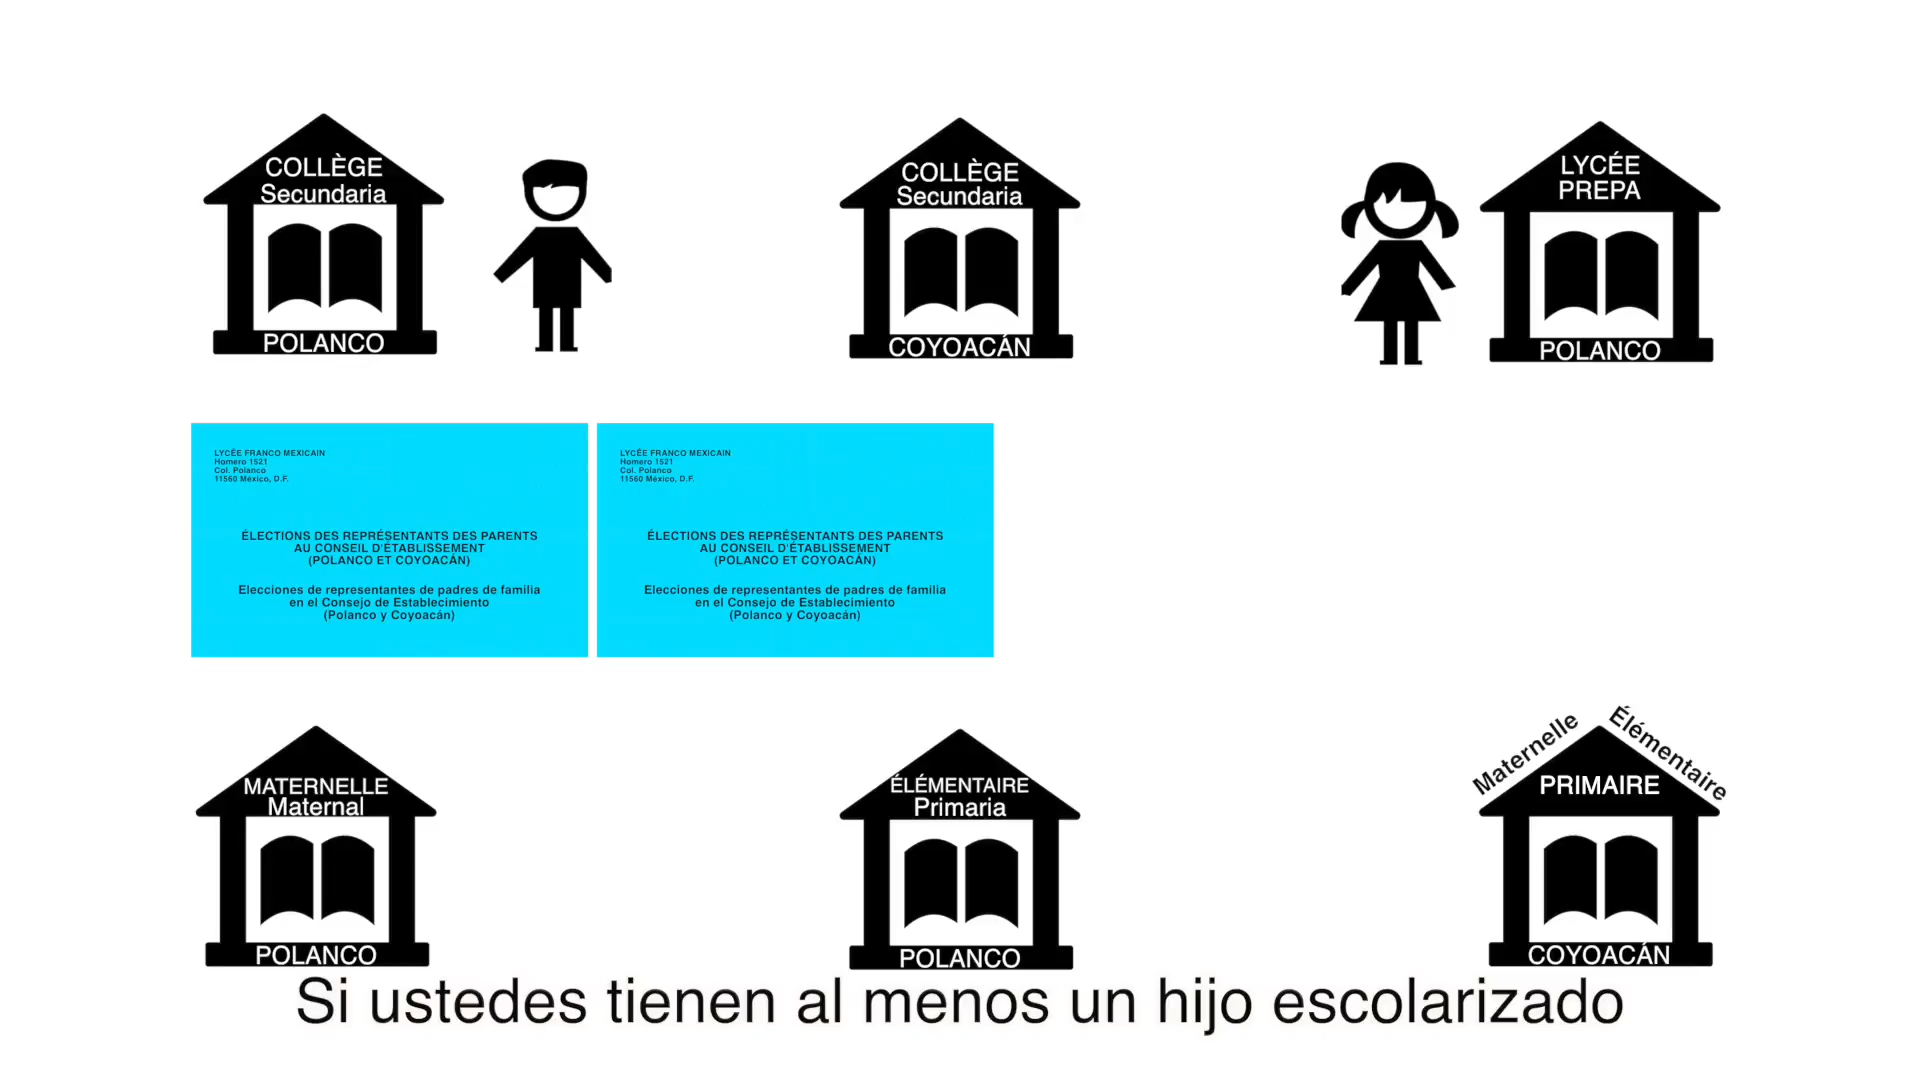 COLLÈGE
Secundaria
POLANCO
COLLÈGE
Secundaria
COYOACÁN
LYCÉE
PREPA
POLANCO
LYCÉE FRANCO MEXICAIN
Homero 1521
Col. Polanco
11560 México, D.F.
ÉLECTIONS DES REPRÉSENTANTS DES PARENTS
AU CONSEIL D'ÉTABLISSEMENT
(POLANCO ET COYOACÁN)
Elecciones de representantes de padres de familia
en el Consejo de Establecimiento
(Polanco y Coyoacán)
LYCÉE FRANCO MEXICAIN
Homero 1521
Col. Polanco
11560 México, D.F.
ÉLECTIONS DES REPRÉSENTANTS DES PARENTS
AU CONSEIL D'ÉTABLISSEMENT
(POLANCO ET COYOACÁN)
Elecciones de representantes de padres de familia
en el Consejo de Establecimiento
(Polanco y Coyoacán)
MATERNELLE
Maternal
POLANCO
ÉLÉMENTAIRE
Primaria
POLANCO
Maternelle
Élémentaire
PRIMAIRE
COYOACÁN
Si ustedes tienen al menos un hijo escolarizado